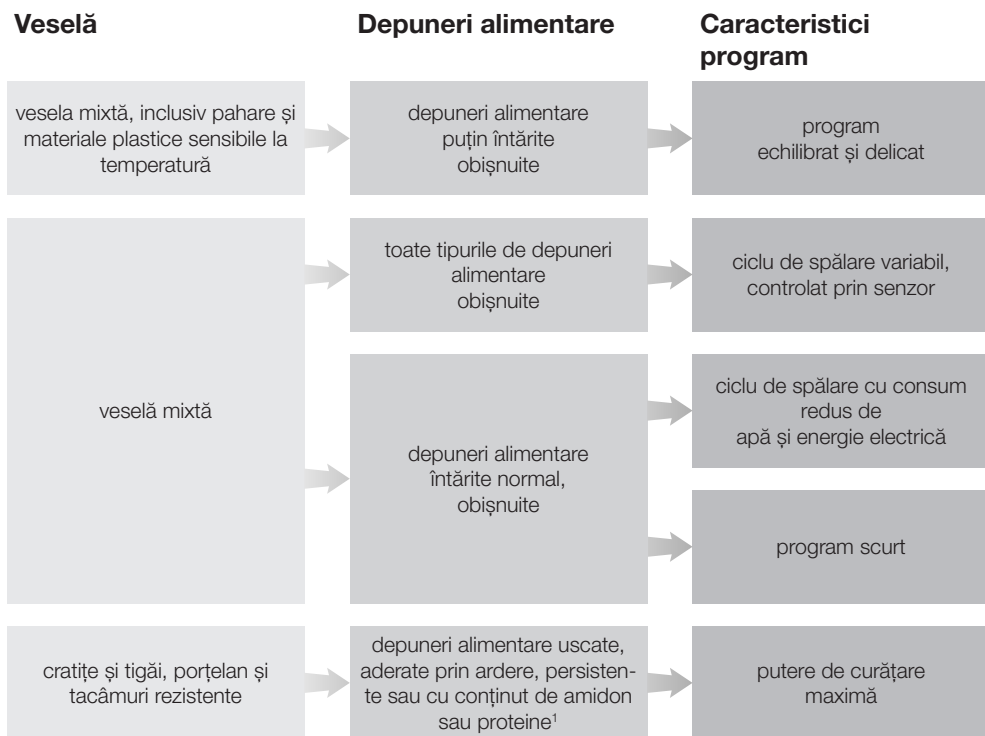 Veselă
Depuneri alimentare
Caracteristici
program
vesela mixtă, inclusiv pahare și
materiale plastice sensibile la
temperatură
depuneri alimentare
puțin întărite
obișnuite
program
echilibrat și delicat
veselă mixtă
toate tipurile de depuneri
alimentare
obișnuite
ciclu de spălare variabil,
controlat prin senzor
depuneri alimentare
întărite normal,
obișnuite
ciclu de spălare cu consum
redus de
apă și energie electrică
program scurt
cratițe și tigăi, porțelan și
tacâmuri rezistente
depuneri alimentare uscate,
aderate prin ardere, persisten-
te sau cu conținut de amidon
sau proteine¹
putere de curățare
maximă